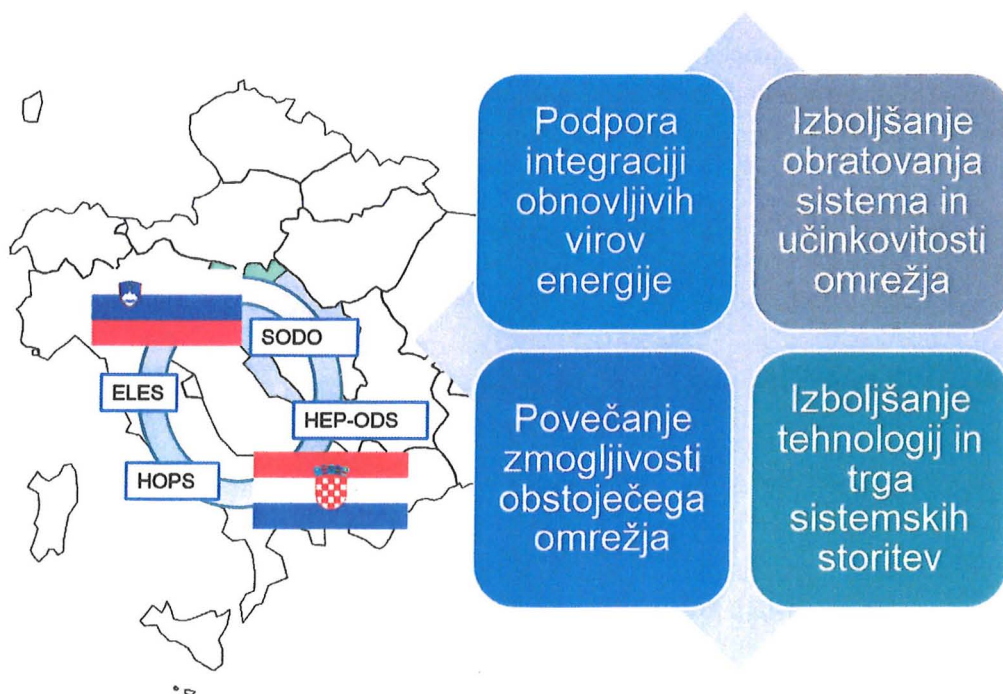 SODO
ELES
HEP-ODS
HOPS
Podpora
integraciji
obnovljivih
virov
energije
Izboljšanje
obratovanja
sistema in
učinkovitosti
omrežja
Povečanje
zmogljivosti
obstoječega
omrežja
Izboljšanje
tehnologij in
trga
sistemskih
storitev